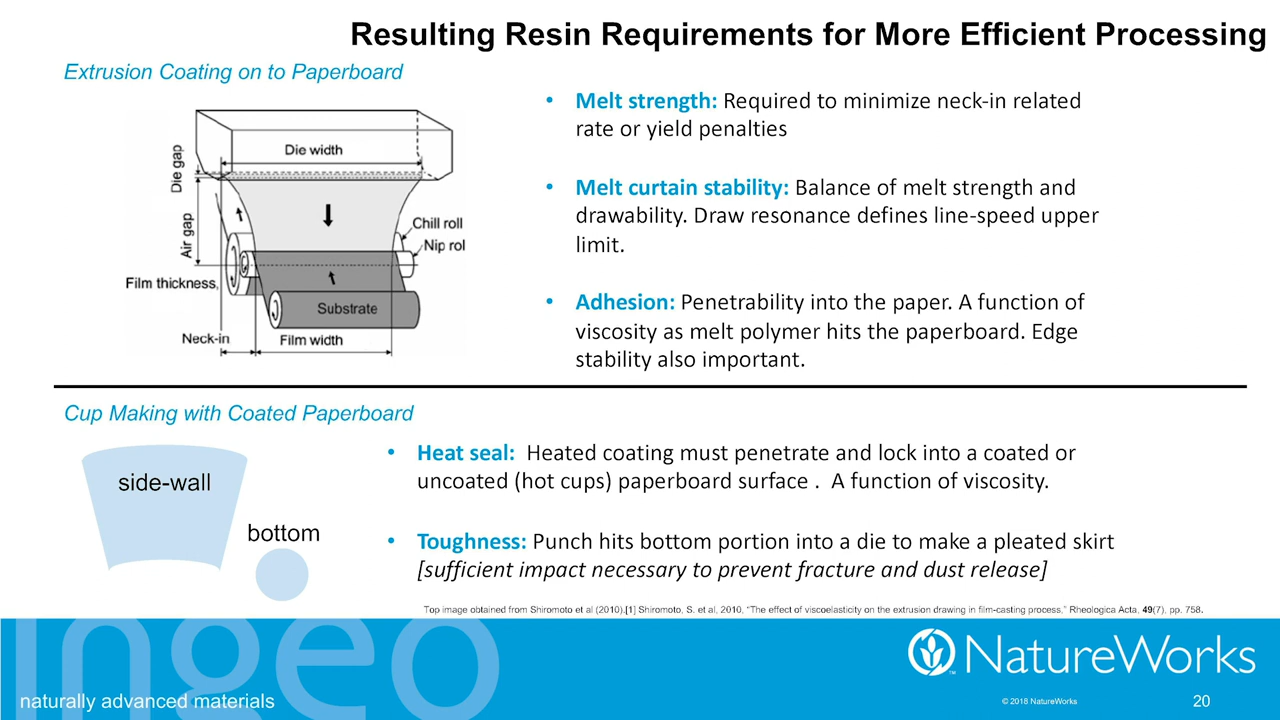 Resulting Resin Requirements for More Efficient Processing
Extrusion Coating on to Paperboard
Die width
Die gap
Air gap
Chill roll
Nip rol
Film thickness,
Substrate
Neck-in
Film width
• Melt strength: Required to minimize neck-in related
rate or yield penalties
• Melt curtain stability: Balance of melt strength and
drawability. Draw resonance defines line-speed upper
limit.
• Adhesion: Penetrability into the paper. A function of
viscosity as melt polymer hits the paperboard. Edge
stability also important.
Cup Making with Coated Paperboard
side-wall
bottom
• Heat seal: Heated coating must penetrate and lock into a coated or
uncoated (hot cups) paperboard surface . A function of viscosity.
• Toughness: Punch hits bottom portion into a die to make a pleated skirt
[sufficient impact necessary to prevent fracture and dust release]
Top image obtained from Shiromoto et al (2010).[1] Shiromoto, S. et al, 2010, “The effect of viscoelasticity on the extrusion drawing in film-casting process,” Rheologica Acta, 49(7), pp. 758.
Ingeo
NatureWorks
TM
naturally advanced materials
© 2018 NatureWorks
20